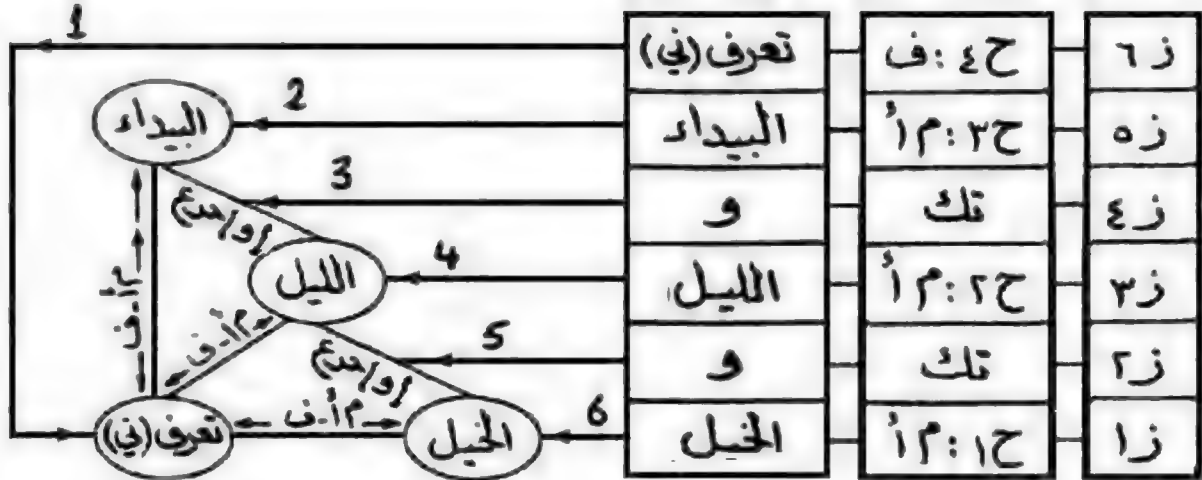 ز٦ ح٤:ف تعرف(ني) 1
ز٥ ح٣:م أ البيداء 2
ز٤ تك و 3
ز٣ ح٢:م أ الليل 4
ز٢ تك و 5
ز١ ح١:م أ الخيل 6
البيداء
الليل
م أ.ف
م أ.ف
م أ.ف
الخيل
تعرف(ني)